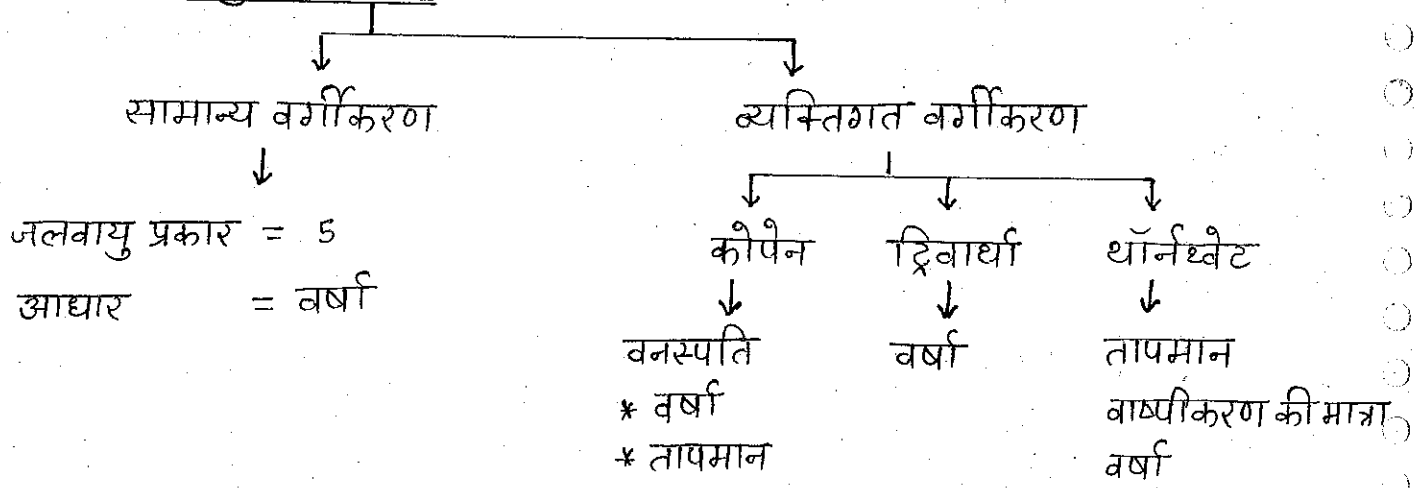 सामान्य वर्गीकरण व्यक्तिगत वर्गीकरण
जलवायु प्रकार = 5
आधार = वर्षा
कोपेन ट्रिवार्था थॉर्नथ्वेट
वनस्पति वर्षा तापमान
* वर्षा वाष्पीकरण की मात्रा
* तापमान वर्षा